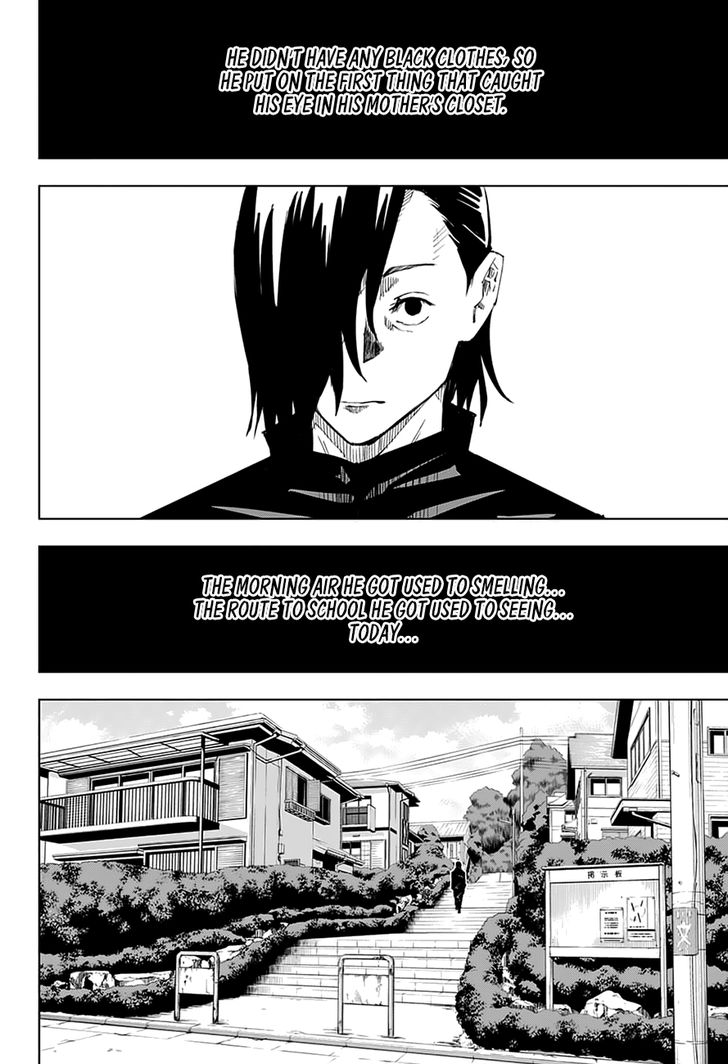 HE DIDN'T HAVE ANY BLACK CLOTHES, SO
HE PUT ON THE FIRST THING THAT CAUGHT
HIS EYE IN HIS MOTHER'S CLOSET.
THE MORNING AIR HE GOT USED TO SMELLING...
THE ROUTE TO SCHOOL HE GOT USED TO SEEING...
TODAY...
掲示板